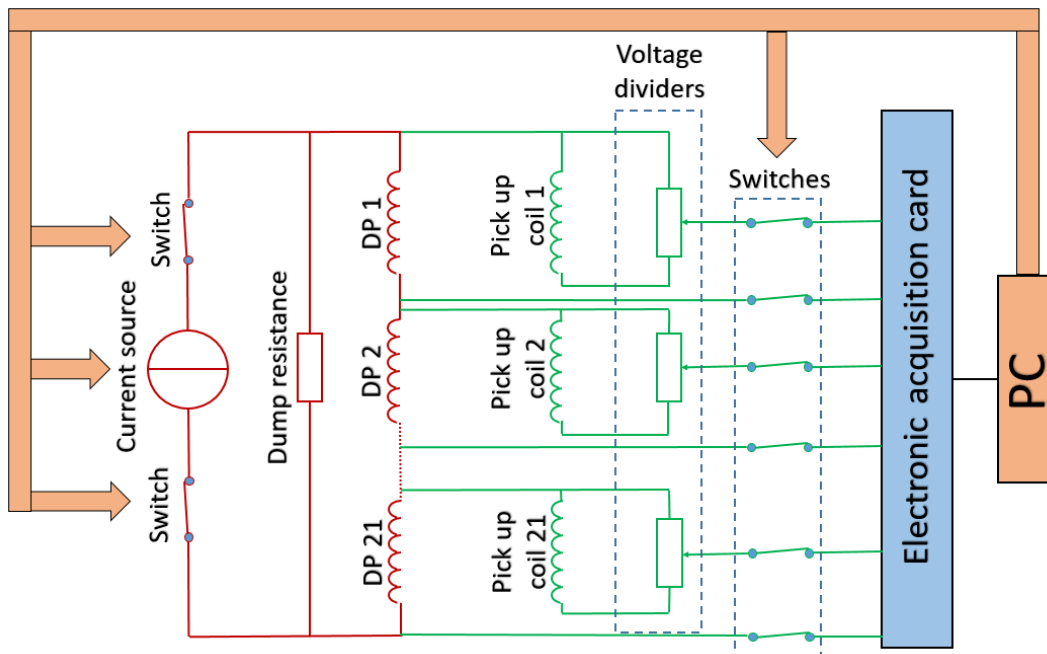 Voltage
dividers
Switches
Switch
Current source
Switch
Dump resistance
DP 1
DP 2
DP 21
Pick up
coil 1
Pick up
coil 2
Pick up
coil 21
Electronic acquisition card
PC